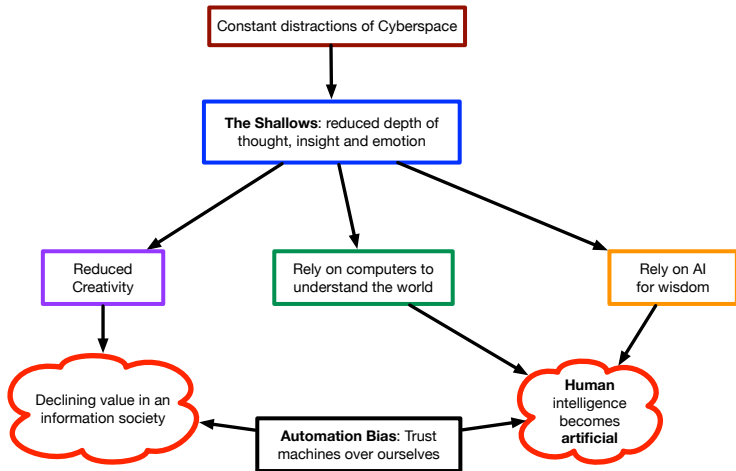 Constant distractions of Cyberspace
The Shallows: reduced depth of
thought, insight and emotion
Reduced
Creativity
Rely on computers to
understand the world
Rely on AI
for wisdom
Declining value in an
information society
Human
intelligence
becomes
artificial
Automation Bias: Trust
machines over ourselves